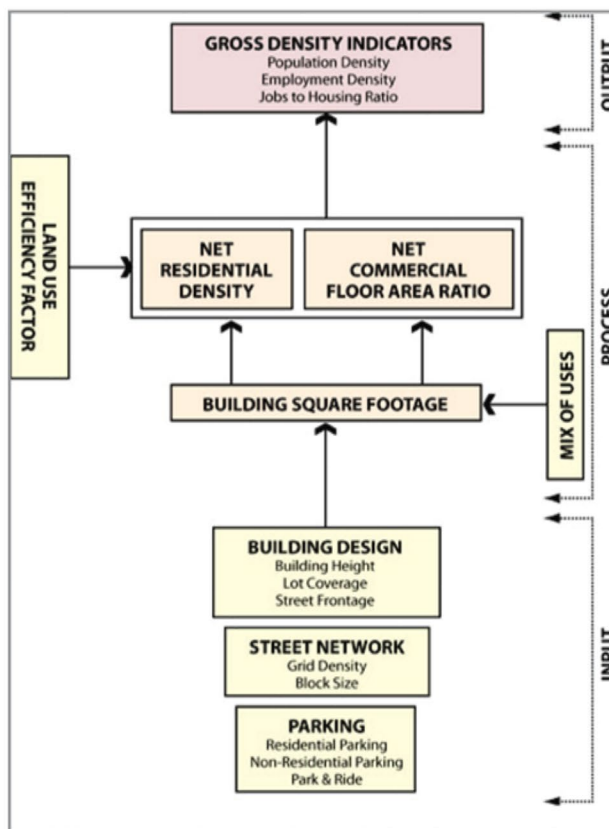 GROSS DENSITY INDICATORS
Population Density
Employment Density
Jobs to Housing Ratio
OUTPUT
LAND USE
EFFICIENCY FACTOR
NET
RESIDENTIAL
DENSITY
NET
COMMERCIAL
FLOOR AREA RATIO
PROCESS
BUILDING SQUARE FOOTAGE
MIX OF USES
BUILDING DESIGN
Building Height
Lot Coverage
Street Frontage
STREET NETWORK
Grid Density
Block Size
INPUT
PARKING
Residential Parking
Non-Residential Parking
Park & Ride